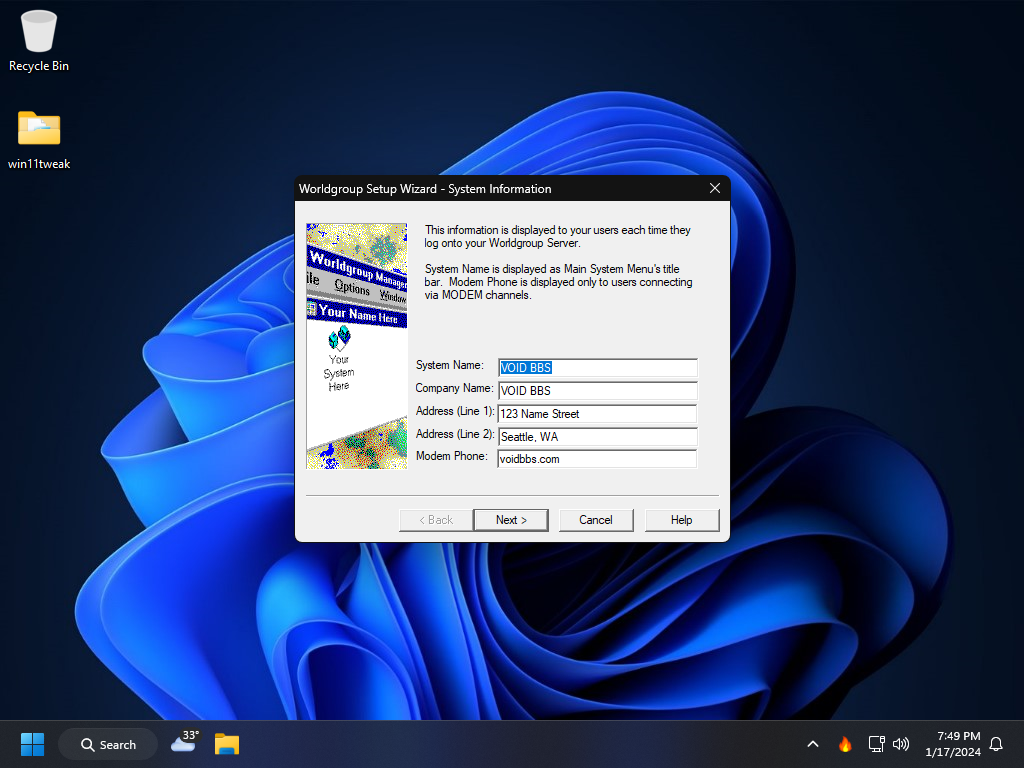 Recycle Bin
win11tweak
Worldgroup Setup Wizard - System Information
Worldgroup Manager
ile Options Window
Your Name Here
Your
System
Here
This infomation is displayed to your users each time they
log onto your Worldgroup Server.
System Name is displayed as Main System Menu's title
bar. Modem Phone is displayed only to users connecting
via MODEM channels.
System Name: VOID BBS
Company Name: VOID BBS
Address (Line 1): 123 Name Street
Address (Line 2): Seattle, WA
Modem Phone: voidbbs.com
< Back Next > Cancel Help
Search 33° 7:49 PM
1/17/2024